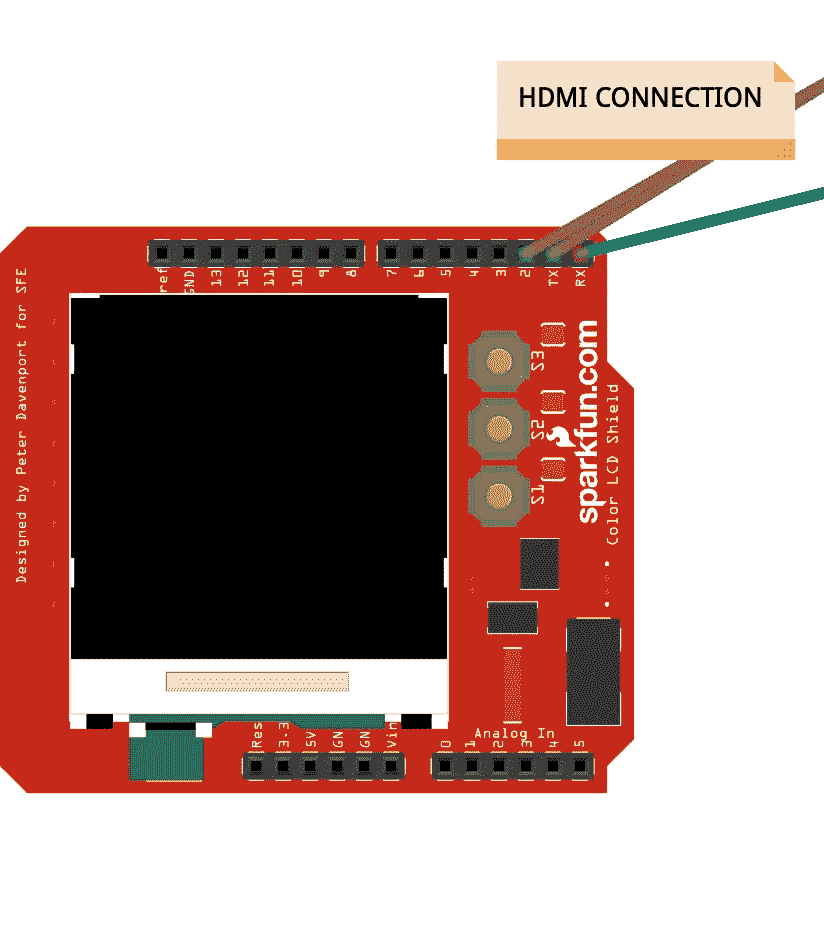 HDMI CONNECTION
ref
GND
13
12
11
10
9
8
7
6
5
4
3
2
TX
RX
Designed by Peter Davenport for SFE
S3
S5
S1
sparkfun.com
Color LCD Shield
Res
3.3
5V
GN
GN
Vin
Analog In
0
1
2
3
4
5